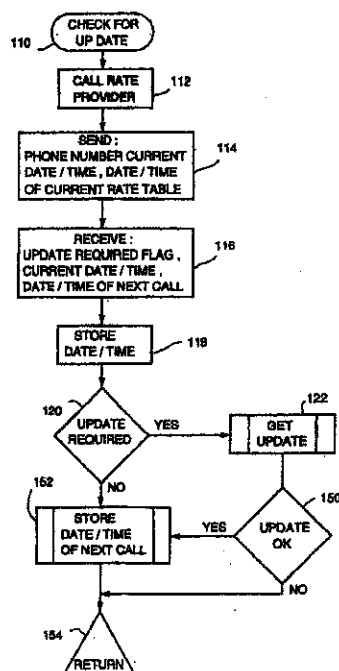 110
CHECK FOR
UP DATE
CALL RATE
PROVIDER
112
SEND :
PHONE NUMBER CURRENT
DATE / TIME , DATE / TIME
OF CURRENT RATE TABLE
114
RECEIVE :
UPDATE REQUIRED FLAG ,
CURRENT DATE / TIME ,
DATE / TIME OF NEXT CALL
116
STORE
DATE / TIME
118
120
UPDATE
REQUIRED
YES
122
GET
UPDATE
NO
152
STORE
DATE / TIME
OF NEXT CALL
YES
UPDATE
OK
150
NO
154
RETURN